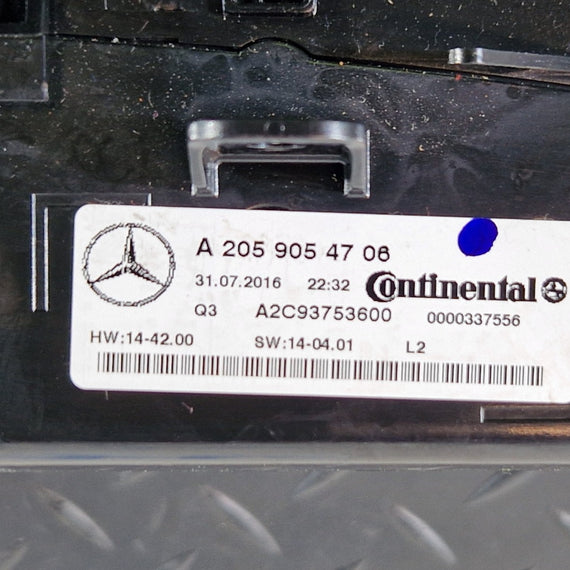 A 205 905 47 06
31.07.2016 22:32 Continental
Q3 A2C93753600 0000337556
HW:14-42.00 SW:14-04.01 L2